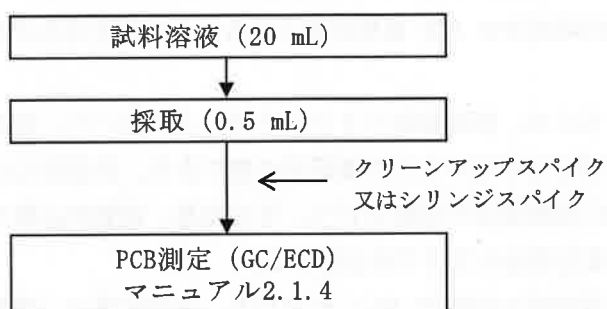 試料溶液 (20 mL)
採取 (0.5 mL)
クリーンアップスパイク
又はシリンジスパイク
PCB測定 (GC/ECD)
マニュアル2.1.4